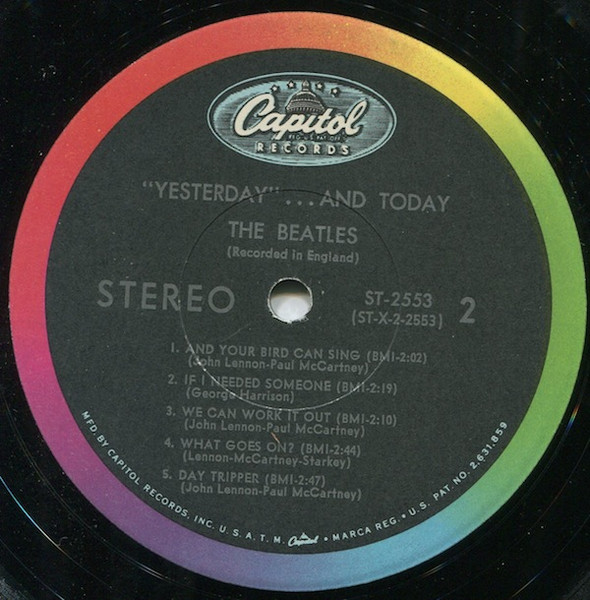 Capitol
REG. U.S. PAT. OFF.
RECORDS
"YESTERDAY"...AND TODAY
THE BEATLES
(Recorded in England)
STEREO
ST-2553
(ST-X-2-2553)
2
1. AND YOUR BIRD CAN SING (BMI-2:02)
(John Lennon-Paul McCartney)
2. IF I NEEDED SOMEONE (BMI-2:19)
(George Harrison)
3. WE CAN WORK IT OUT (BMI-2:10)
(John Lennon-Paul McCartney)
4. WHAT GOES ON? (BMI-2:44)
(Lennon-McCartney-Starkey)
5. DAY TRIPPER (BMI-2:47)
(John Lennon-Paul McCartney)
MFD. BY CAPITOL RECORDS, INC. U. S. A. T. M. Capitol • MARCA REG. • U. S. PAT. NO. 2,631,859